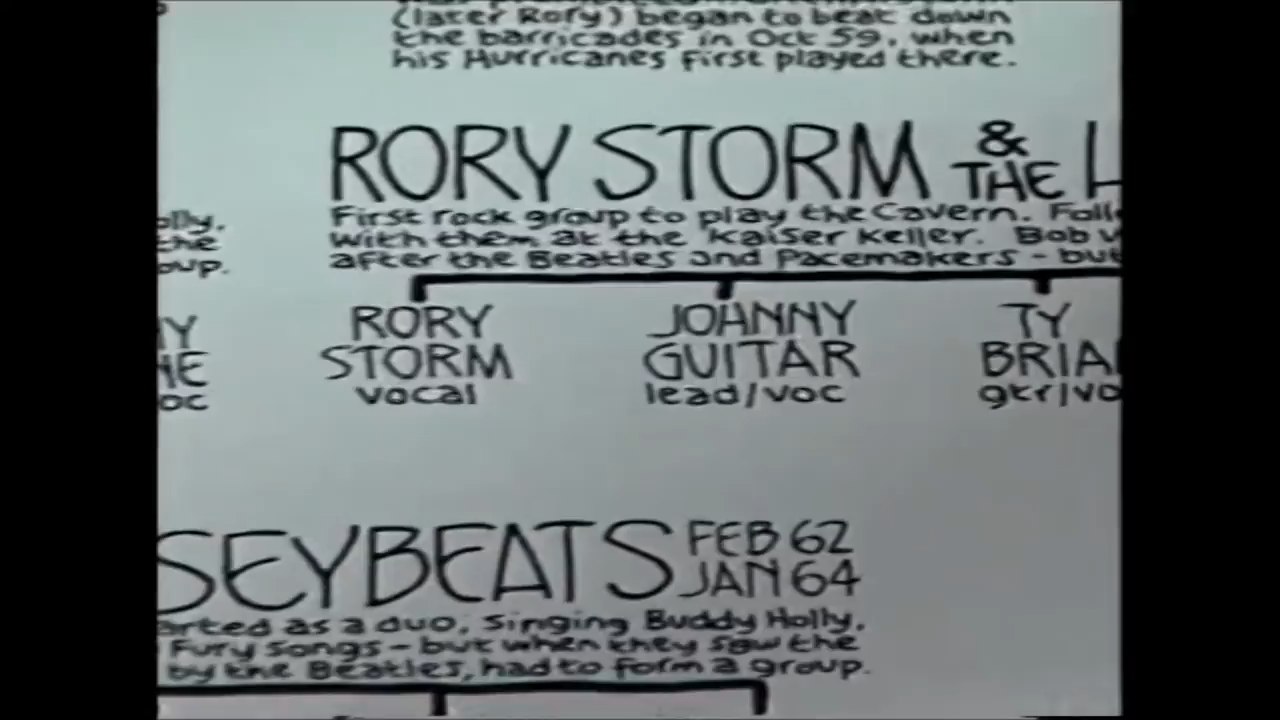 (later Rory) began to beat down
the barricades in Oct 59, when
his Hurricanes first played there.
RORY STORM & THE H
First rock group to play the Cavern. Foll
with them at the Kaiser Keller. Bob W
after the Beatles and Pacemakers - but
olly,
the
oup.
RORY STORM
vocal
JOHNNY GUITAR
lead/voc
TY BRIA
gtr/vo
SEYBEATS FEB 62 JAN 64
arted as a duo, singing Buddy Holly,
Fury songs - but when they saw the
by the Beatles, had to form a group.